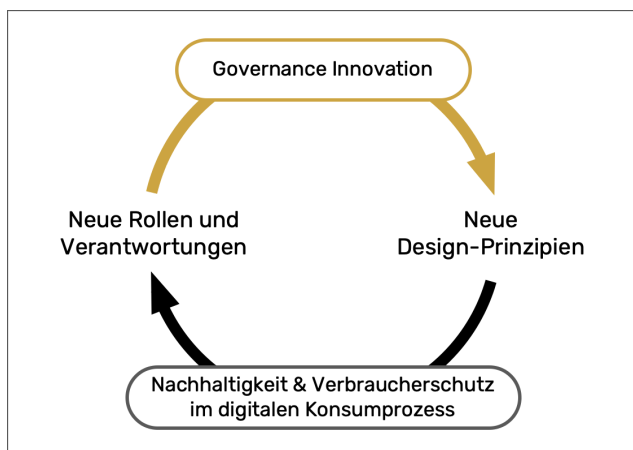 Governance Innovation
Neue Rollen und
Verantwortungen
Neue
Design-Prinzipien
Nachhaltigkeit & Verbraucherschutz
im digitalen Konsumprozess